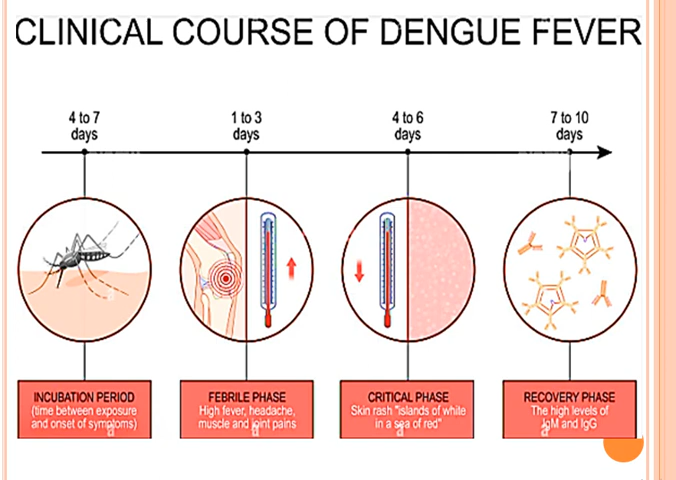 CLINICAL COURSE OF DENGUE FEVER
4 to 7
days
1 to 3
days
4 to 6
days
7 to 10
days
INCUBATION PERIOD
(time between exposure
and onset of symptoms)
FEBRILE PHASE
High fever, headache,
muscle and joint pains
CRITICAL PHASE
Skin rash "islands of white
in a sea of red"
RECOVERY PHASE
The high levels of
IgM and IgG